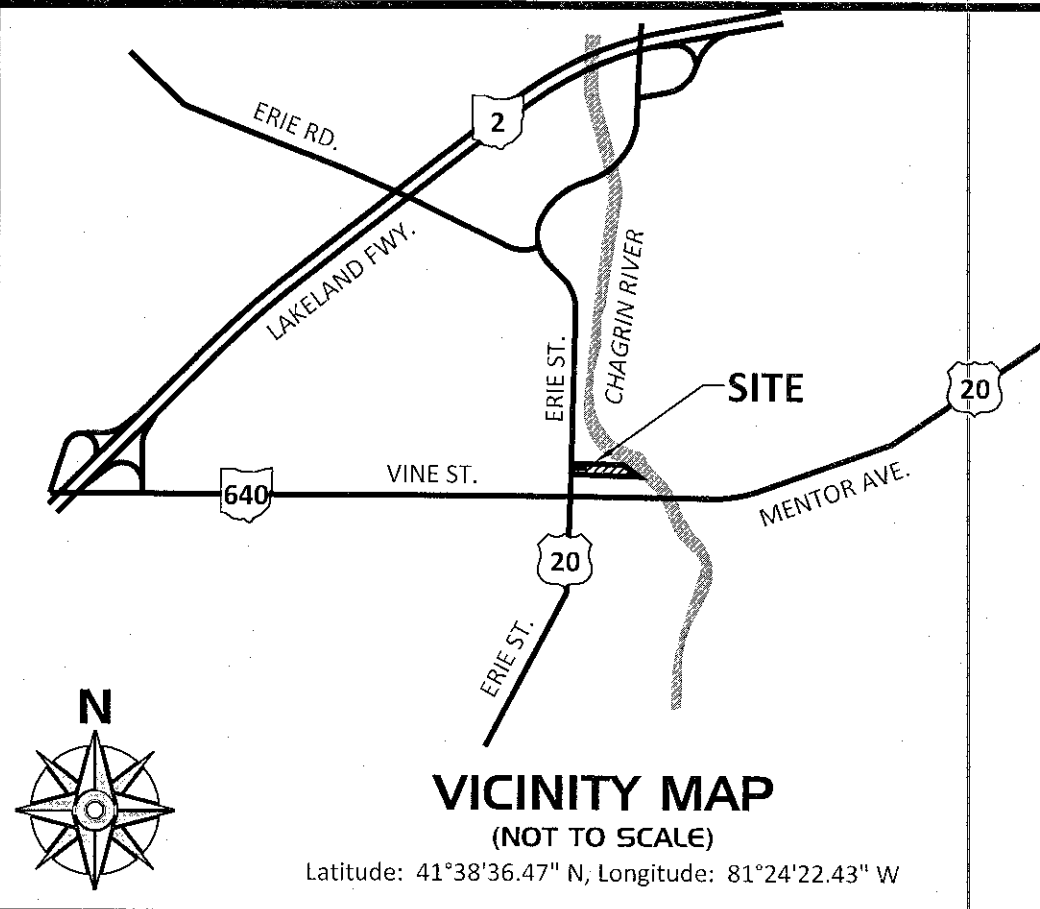 ERIE RD.
2
LAKELAND FWY.
CHAGRIN RIVER
ERIE ST.
SITE
20
VINE ST.
640
MENTOR AVE.
20
ERIE ST.
N
VICINITY MAP
(NOT TO SCALE)
Latitude: 41°38'36.47" N, Longitude: 81°24'22.43" W